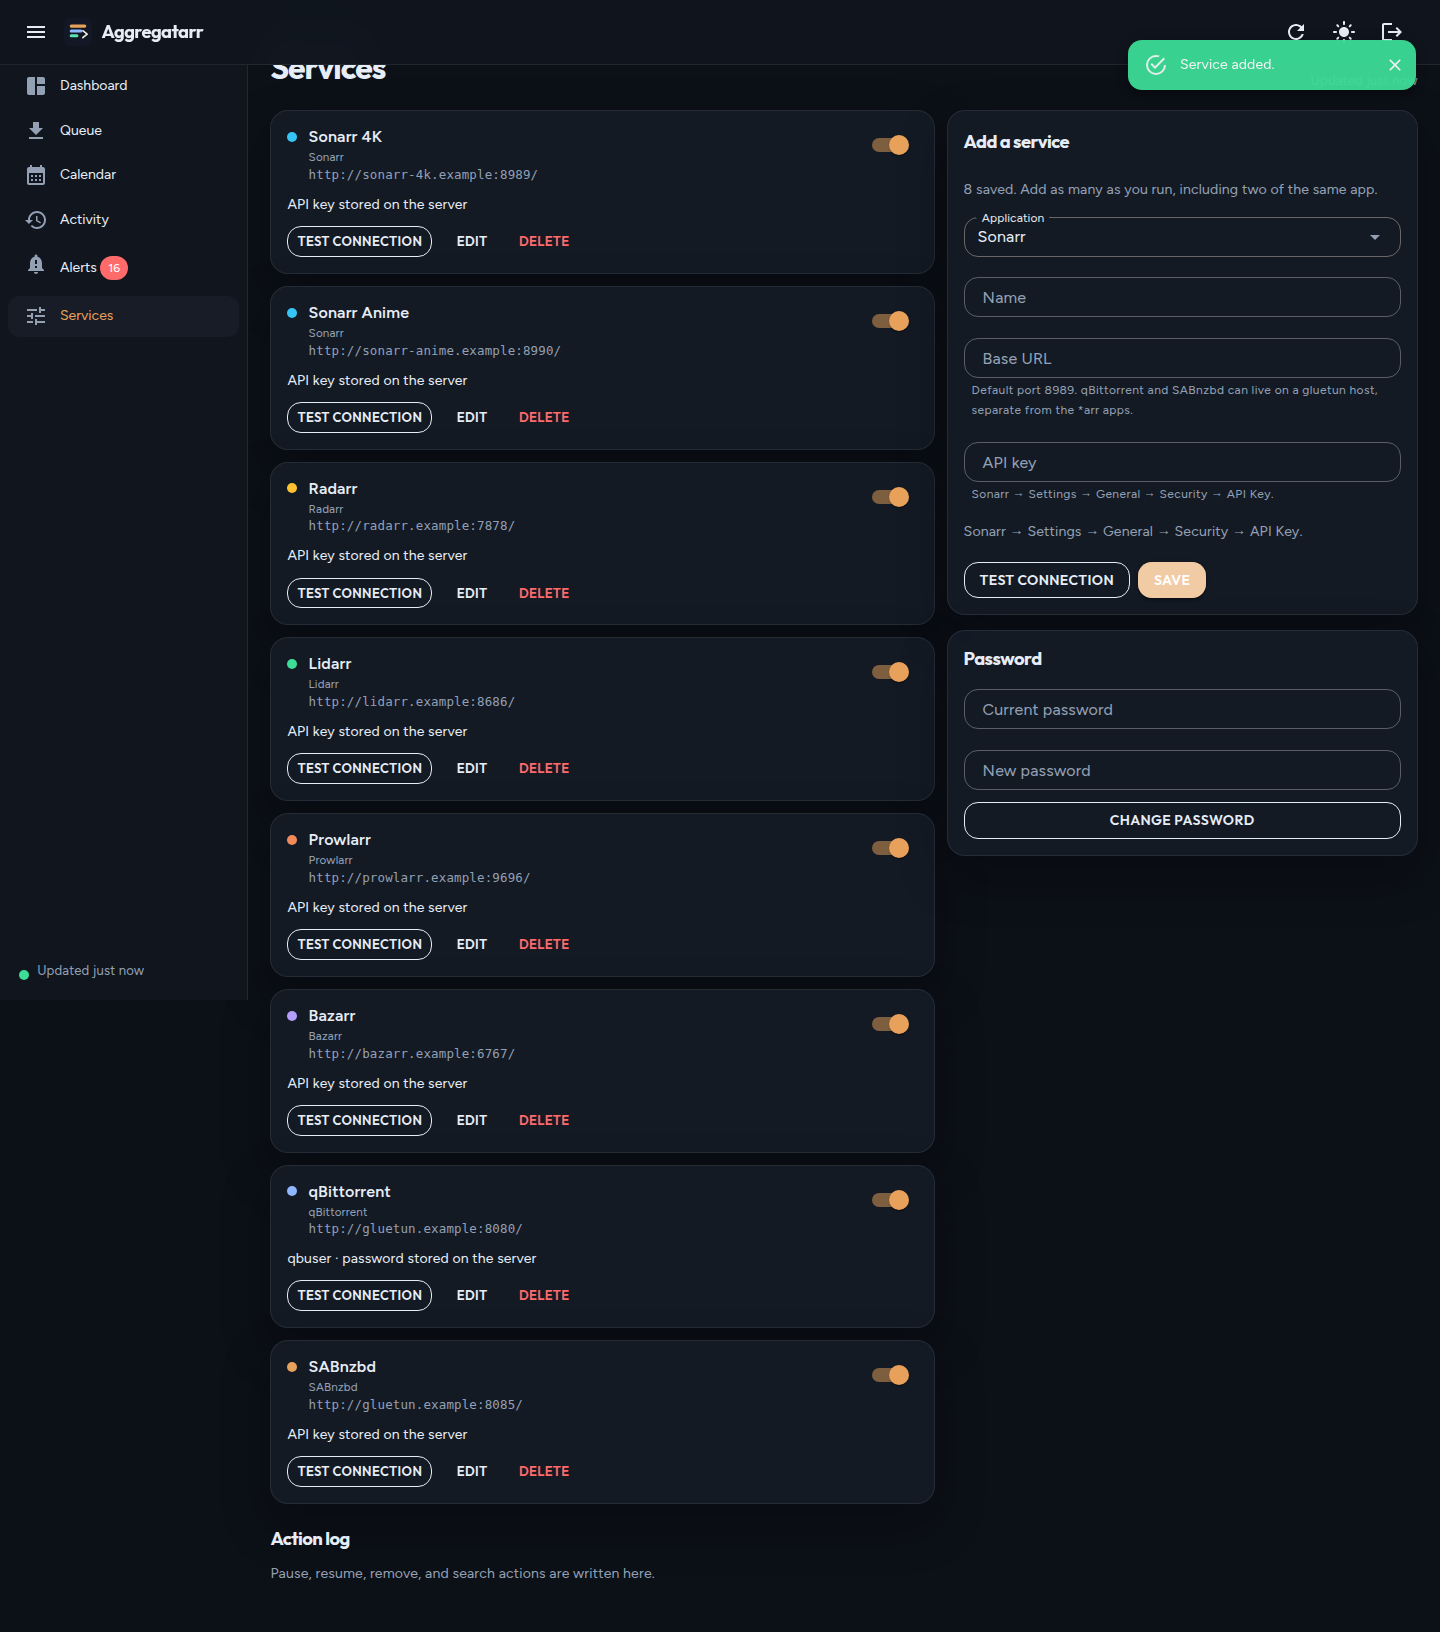 Aggregatarr
Service added.
Dashboard
Queue
Calendar
Activity
Alerts 16
Services
Updated just now
Services
Updated just now
Sonarr 4K
Sonarr
http://sonarr-4k.example:8989/
API key stored on the server
TEST CONNECTION EDIT DELETE
Sonarr Anime
Sonarr
http://sonarr-anime.example:8990/
API key stored on the server
TEST CONNECTION EDIT DELETE
Radarr
Radarr
http://radarr.example:7878/
API key stored on the server
TEST CONNECTION EDIT DELETE
Lidarr
Lidarr
http://lidarr.example:8686/
API key stored on the server
TEST CONNECTION EDIT DELETE
Prowlarr
Prowlarr
http://prowlarr.example:9696/
API key stored on the server
TEST CONNECTION EDIT DELETE
Bazarr
Bazarr
http://bazarr.example:6767/
API key stored on the server
TEST CONNECTION EDIT DELETE
qBittorrent
qBittorrent
http://gluetun.example:8080/
qbuser · password stored on the server
TEST CONNECTION EDIT DELETE
SABnzbd
SABnzbd
http://gluetun.example:8085/
API key stored on the server
TEST CONNECTION EDIT DELETE
Action log
Pause, resume, remove, and search actions are written here.
Add a service
8 saved. Add as many as you run, including two of the same app.
Application
Sonarr
Name
Base URL
Default port 8989. qBittorrent and SABnzbd can live on a gluetun host,
separate from the *arr apps.
API key
Sonarr → Settings → General → Security → API Key.
Sonarr → Settings → General → Security → API Key.
TEST CONNECTION SAVE
Password
Current password
New password
CHANGE PASSWORD